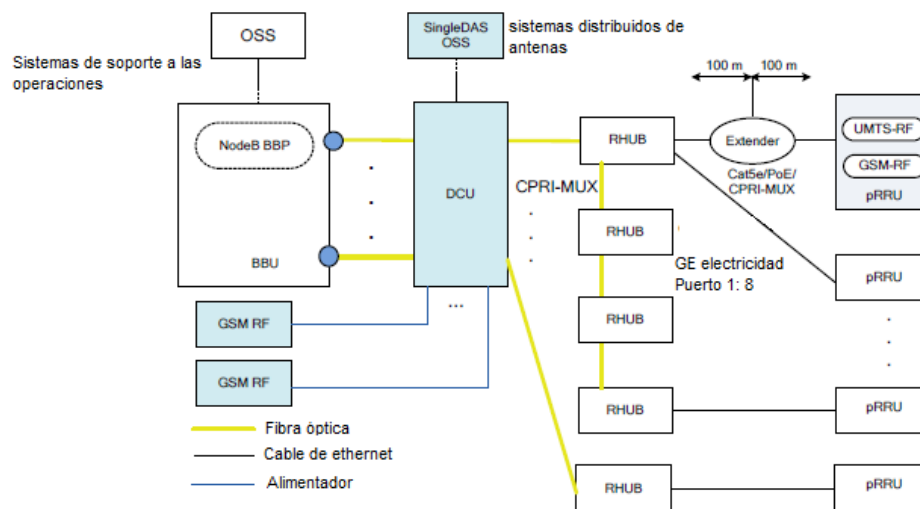 OSS
SingleDAS
OSS
sistemas distribuidos de
antenas
Sistemas de soporte a las
operaciones
100 m
100 m
NodeB BBP
BBU
DCU
CPRI-MUX
RHUB
Extender
Cat5e/PoE/
CPRI-MUX
UMTS-RF
GSM-RF
pRRU
RHUB
GE electricidad
Puerto 1: 8
pRRU
...
GSM RF
RHUB
GSM RF
RHUB
pRRU
Fibra óptica
Cable de ethernet
Alimentador
RHUB
pRRU